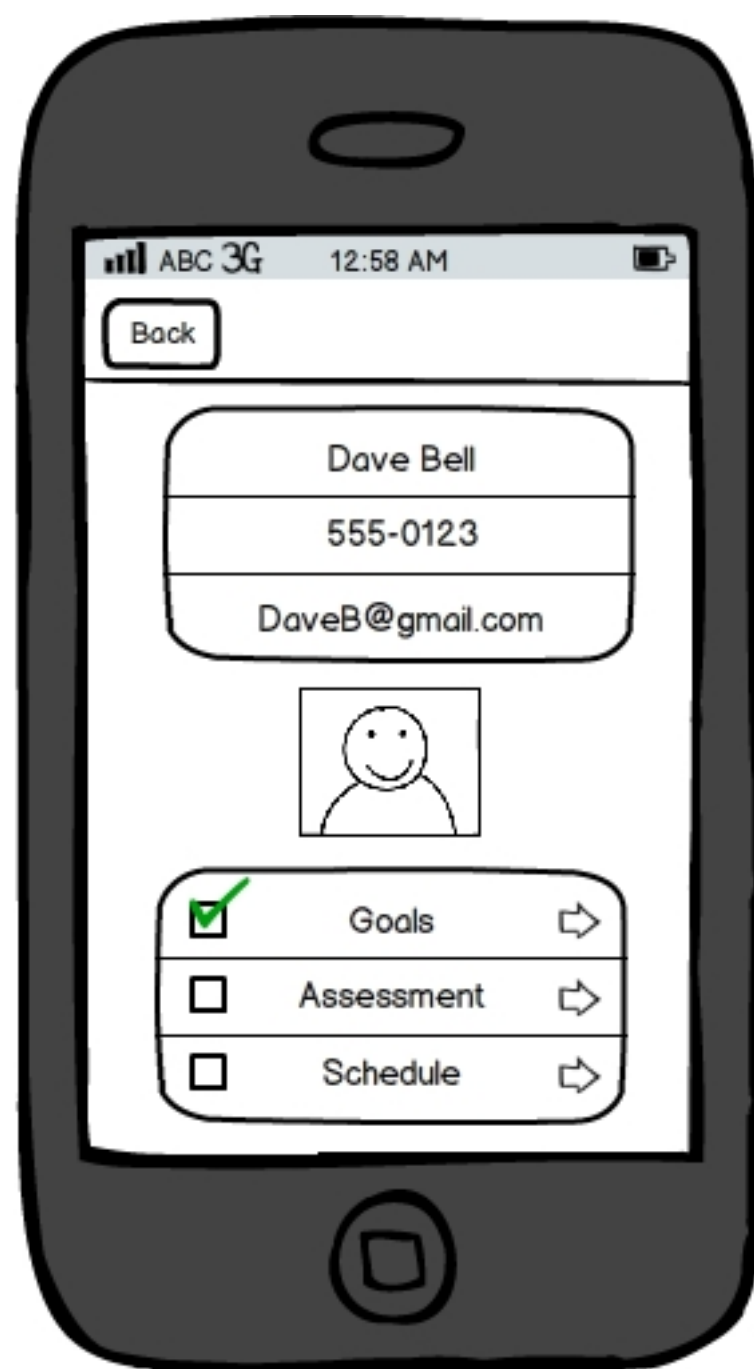 ABC 3G 12:58 AM
Back
Dave Bell
555-0123
DaveB@gmail.com
Goals
Assessment
Schedule